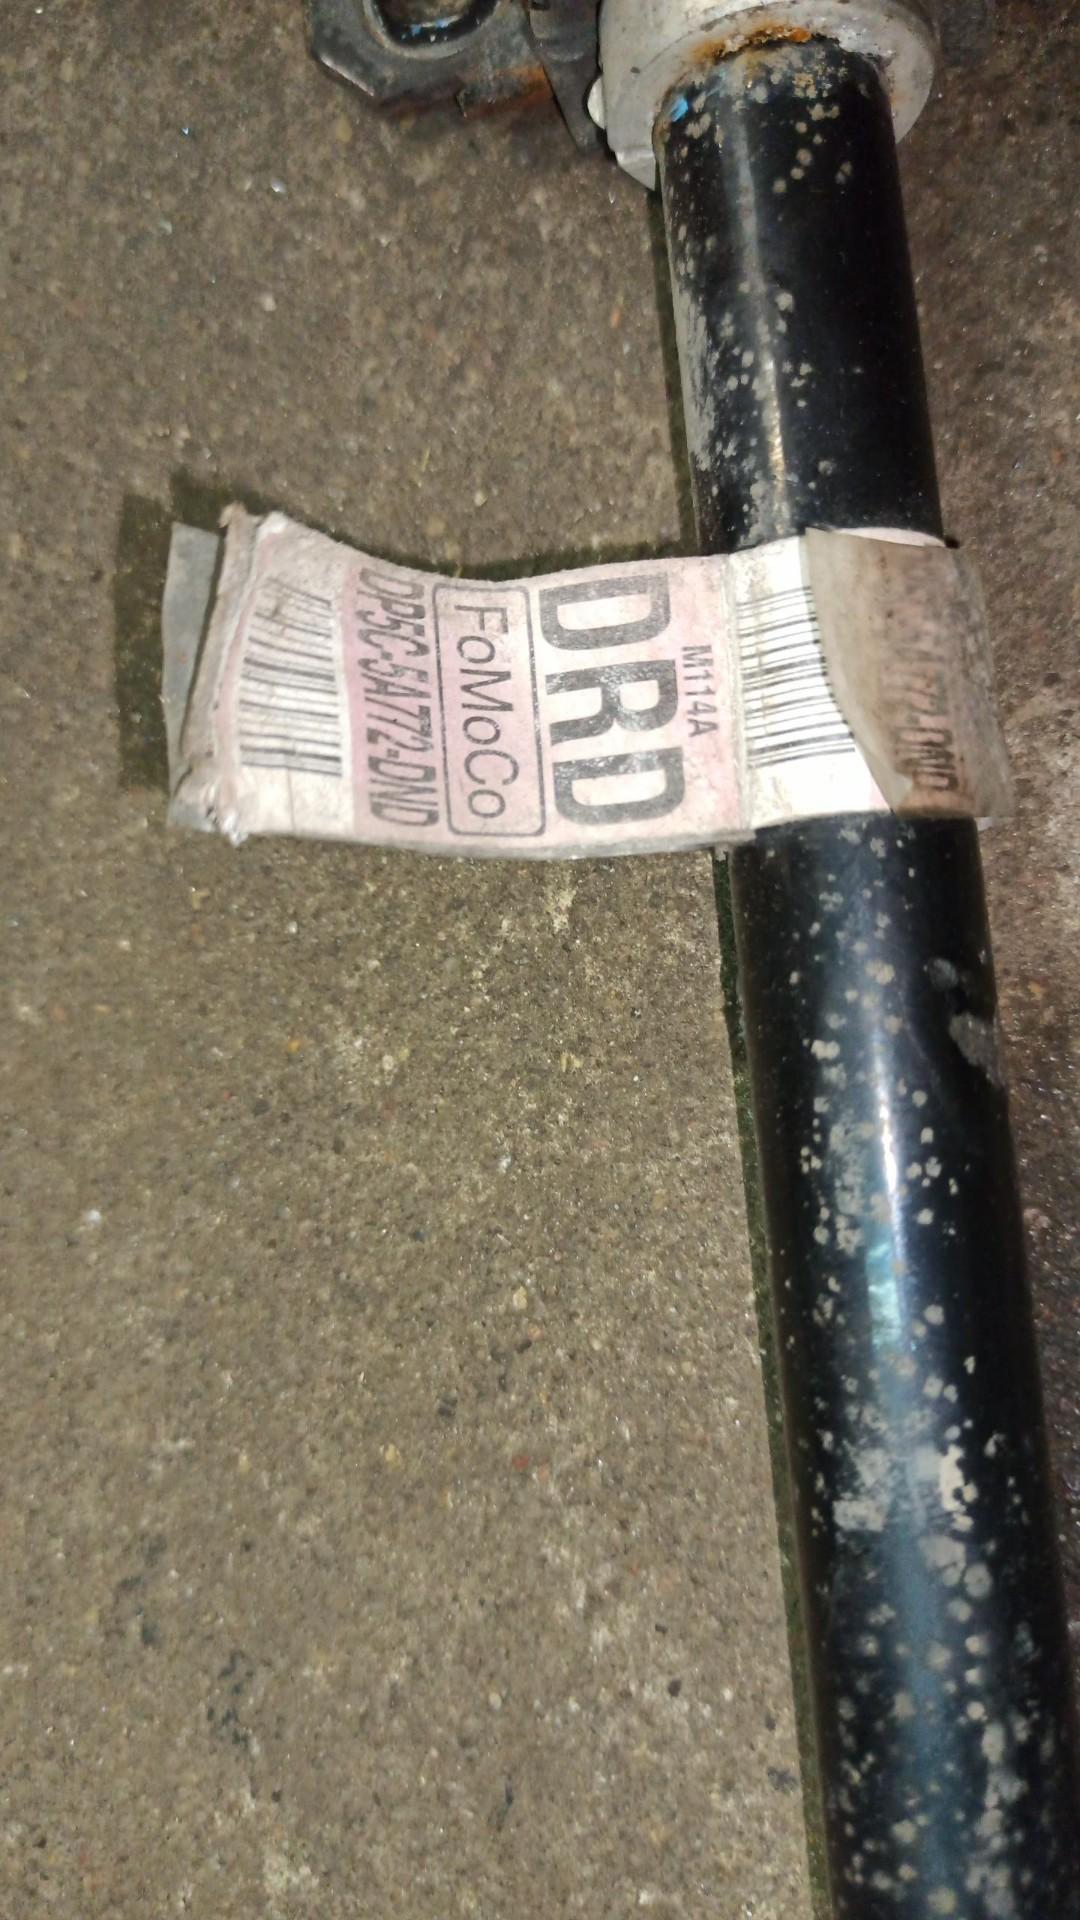 M114A
DRD
FoMoCo
DP5C-5A772-DND